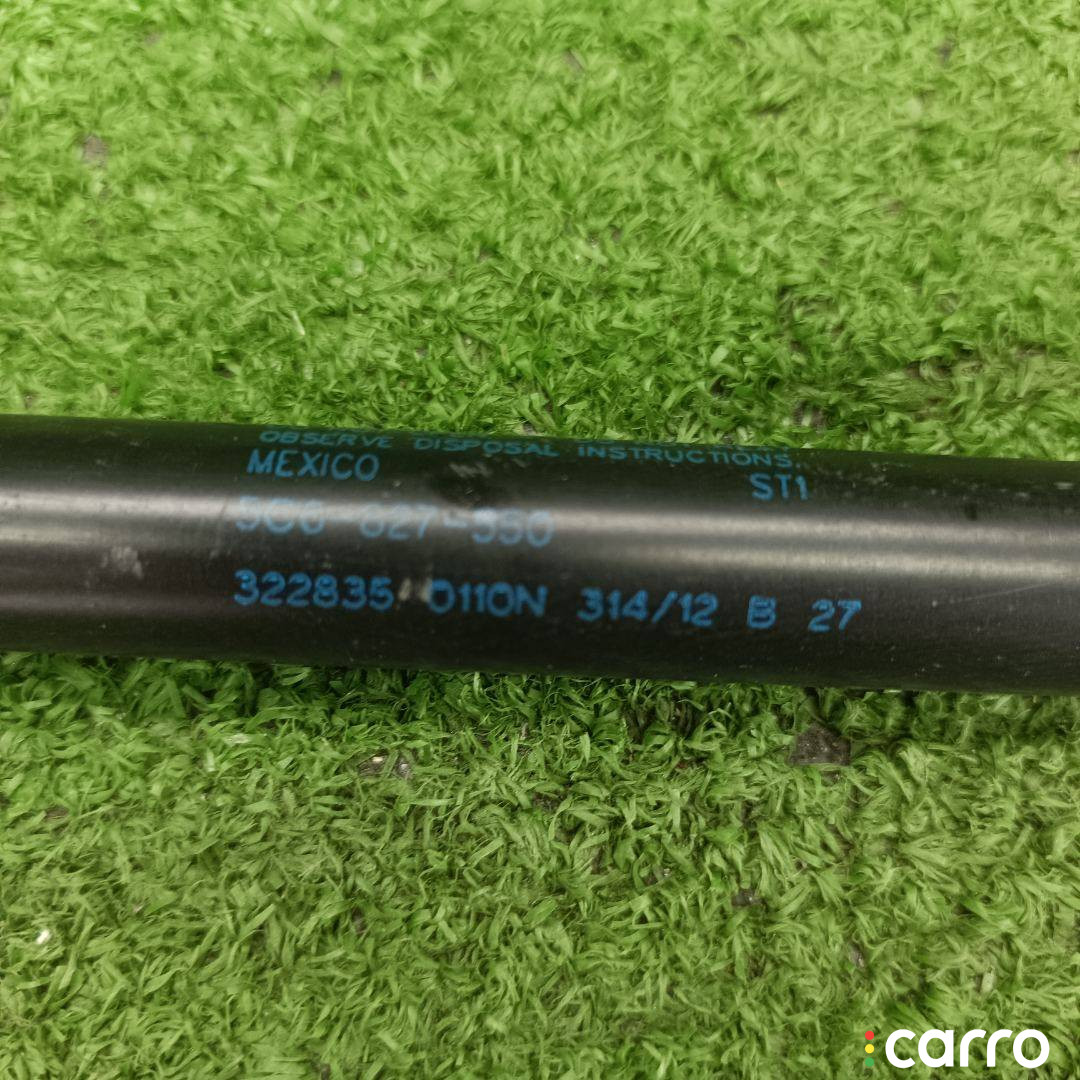 OBSERVE DISPOSAL INSTRUCTIONS.
MEXICO ST1
5C6-827-550
322835 0110N 314/12 B 27
carro